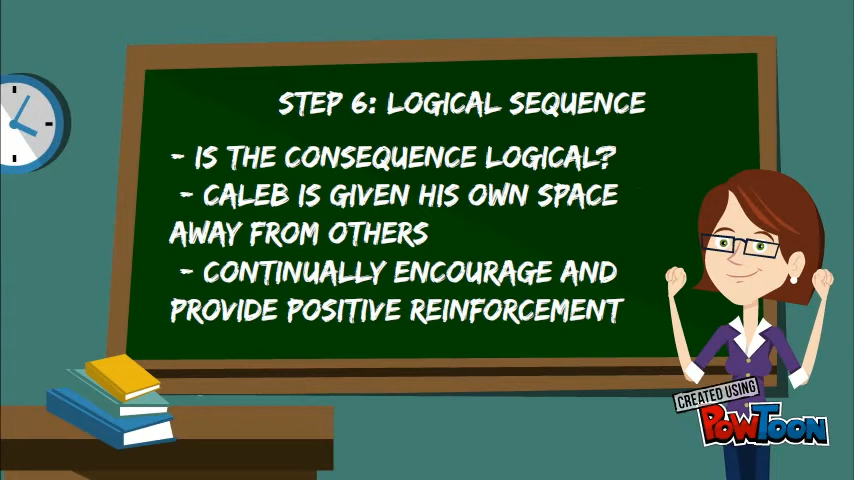 STEP 6: LOGICAL SEQUENCE
- IS THE CONSEQUENCE LOGICAL?
- CALEB IS GIVEN HIS OWN SPACE
AWAY FROM OTHERS
- CONTINUALLY ENCOURAGE AND
PROVIDE POSITIVE REINFORCEMENT
CREATED USING
POWTOON